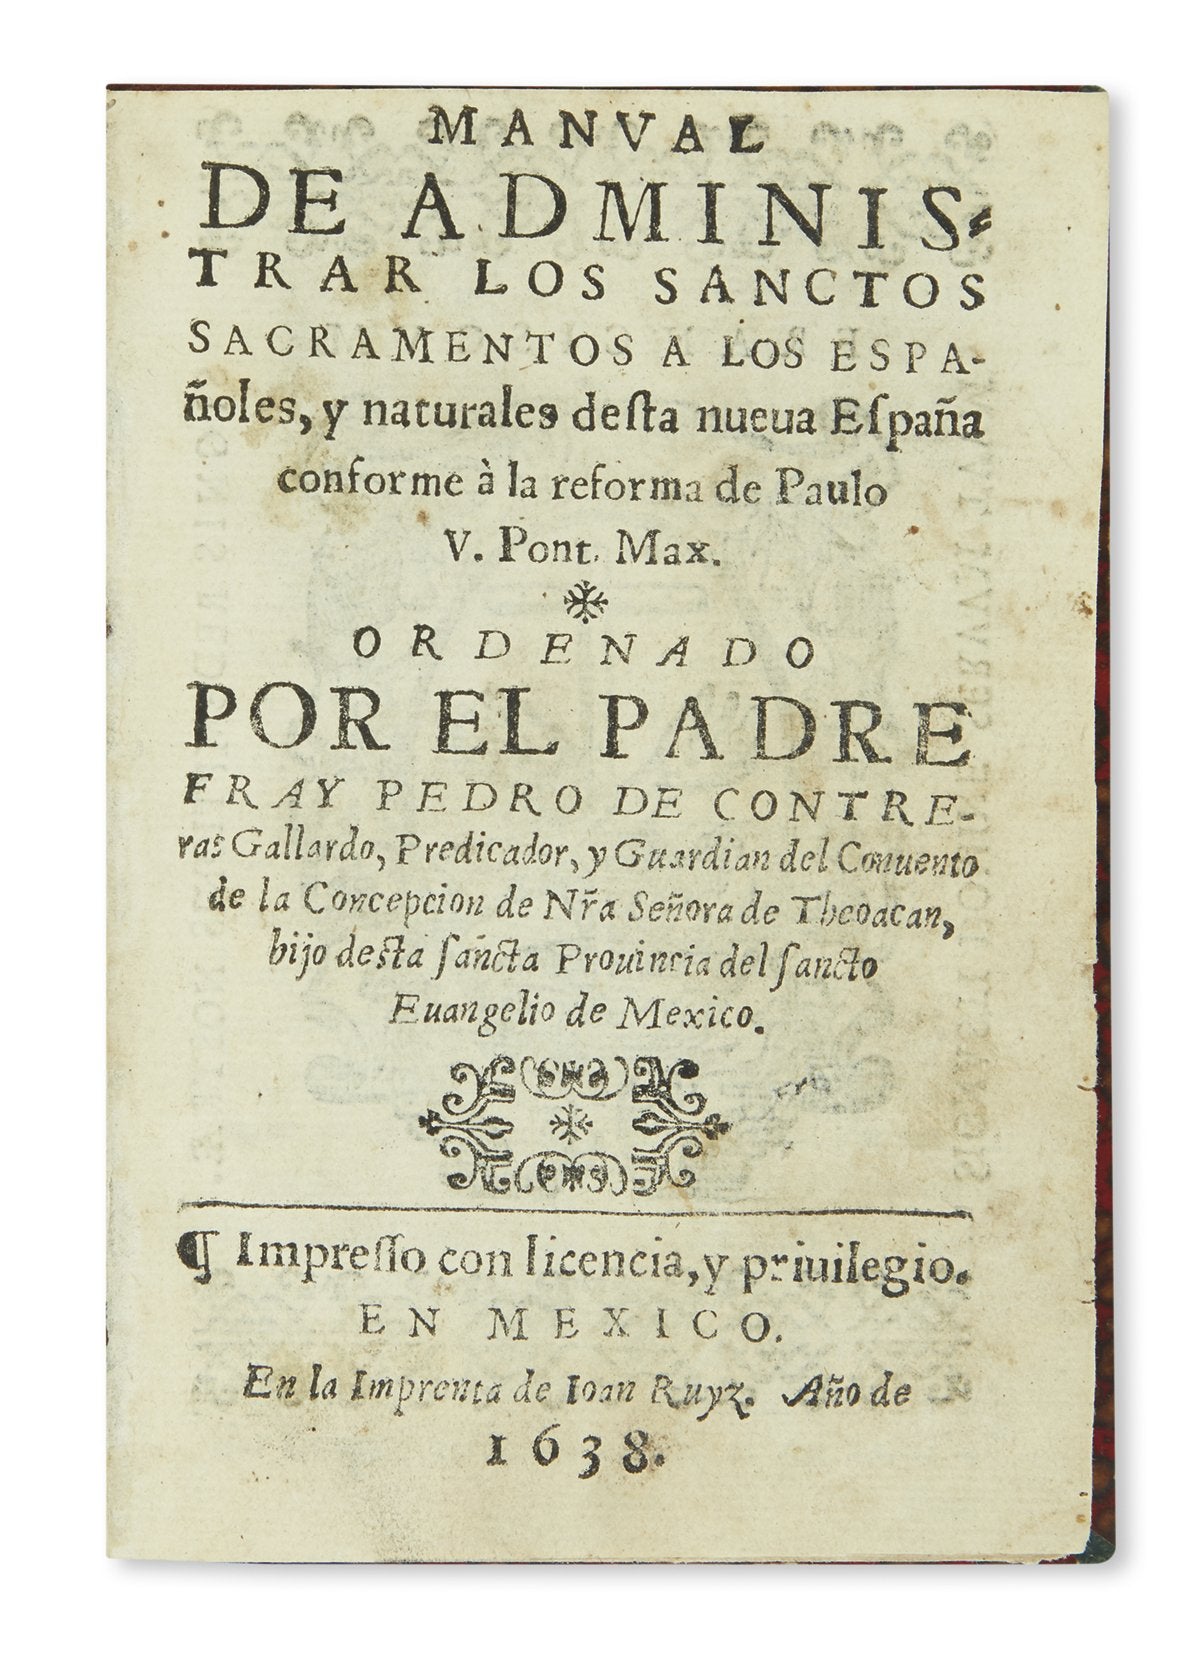 MANVAL
DE ADMINIS-
TRAR LOS SANCTOS
SACRAMENTOS A LOS ESPA-
ñoles, y naturales deſta nueua Eſpaña
conforme à la reforma de Paulo
V. Pont. Max.
ORDENADO
POR EL PADRE
FRAY PEDRO DE CONTRE-
ras Gallardo, Predicador, y Guardian del Conuento
de la Concepcion de Nr̃a Señora de Theoacan,
hijo desta ſancta Prouincia del ſancto
Euangelio de Mexico.
¶ Impreſſo con licencia, y priuilegio.
EN MEXICO.
En la Imprenta de Ioan Ruyz. Año de
1638.